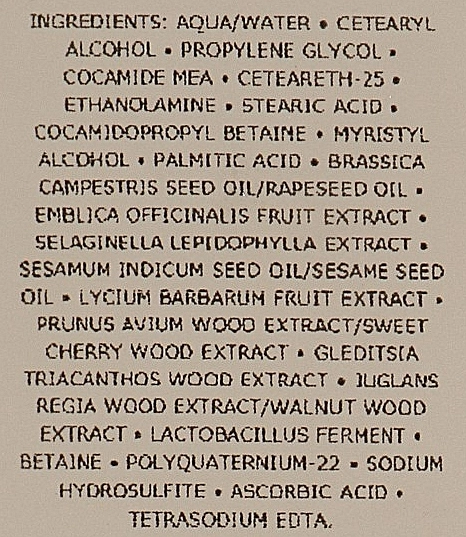 INGREDIENTS: AQUA/WATER • CETEARYL
ALCOHOL • PROPYLENE GLYCOL •
COCAMIDE MEA • CETEARETH-25 •
ETHANOLAMINE • STEARIC ACID •
COCAMIDOPROPYL BETAINE • MYRISTYL
ALCOHOL • PALMITIC ACID • BRASSICA
CAMPESTRIS SEED OIL/RAPESEED OIL •
EMBLICA OFFICINALIS FRUIT EXTRACT •
SELAGINELLA LEPIDOPHYLLA EXTRACT •
SESAMUM INDICUM SEED OIL/SESAME SEED
OIL • LYCIUM BARBARUM FRUIT EXTRACT •
PRUNUS AVIUM WOOD EXTRACT/SWEET
CHERRY WOOD EXTRACT • GLEDITSIA
TRIACANTHOS WOOD EXTRACT • IUGLANS
REGIA WOOD EXTRACT/WALNUT WOOD
EXTRACT • LACTOBACILLUS FERMENT •
BETAINE • POLYQUATERNIUM-22 • SODIUM
HYDROSULFITE • ASCORBIC ACID •
TETRASODIUM EDTA.